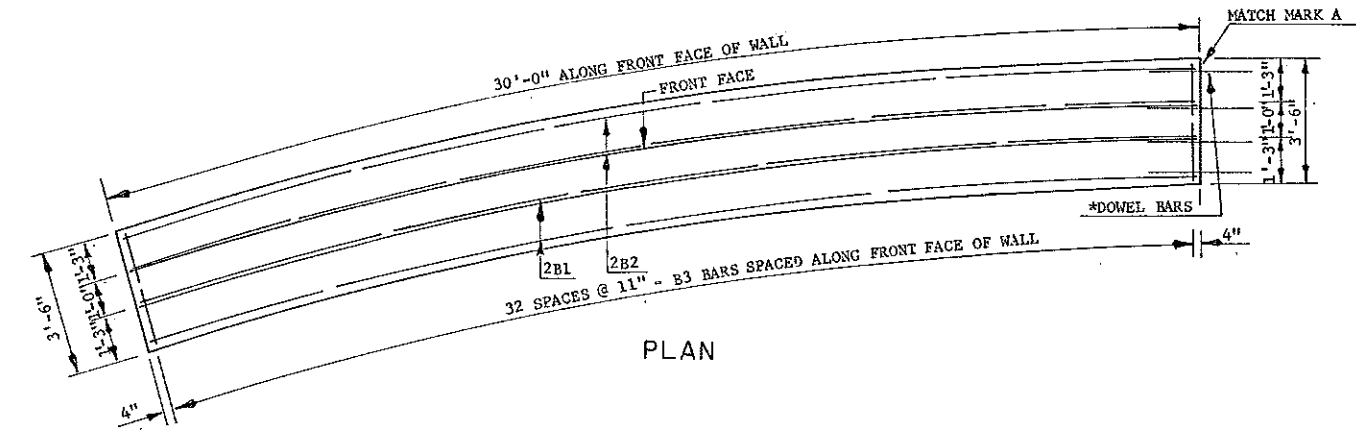 MATCH MARK A
30'-0" ALONG FRONT FACE OF WALL
FRONT FACE
1'-3"
1'-0"
1'-3"
3'-6"
*DOWEL BARS
4"
2B1
2B2
32 SPACES @ 11" - B3 BARS SPACED ALONG FRONT FACE OF WALL
1'-3"
1'-0"
1'-3"
3'-6"
4"
PLAN